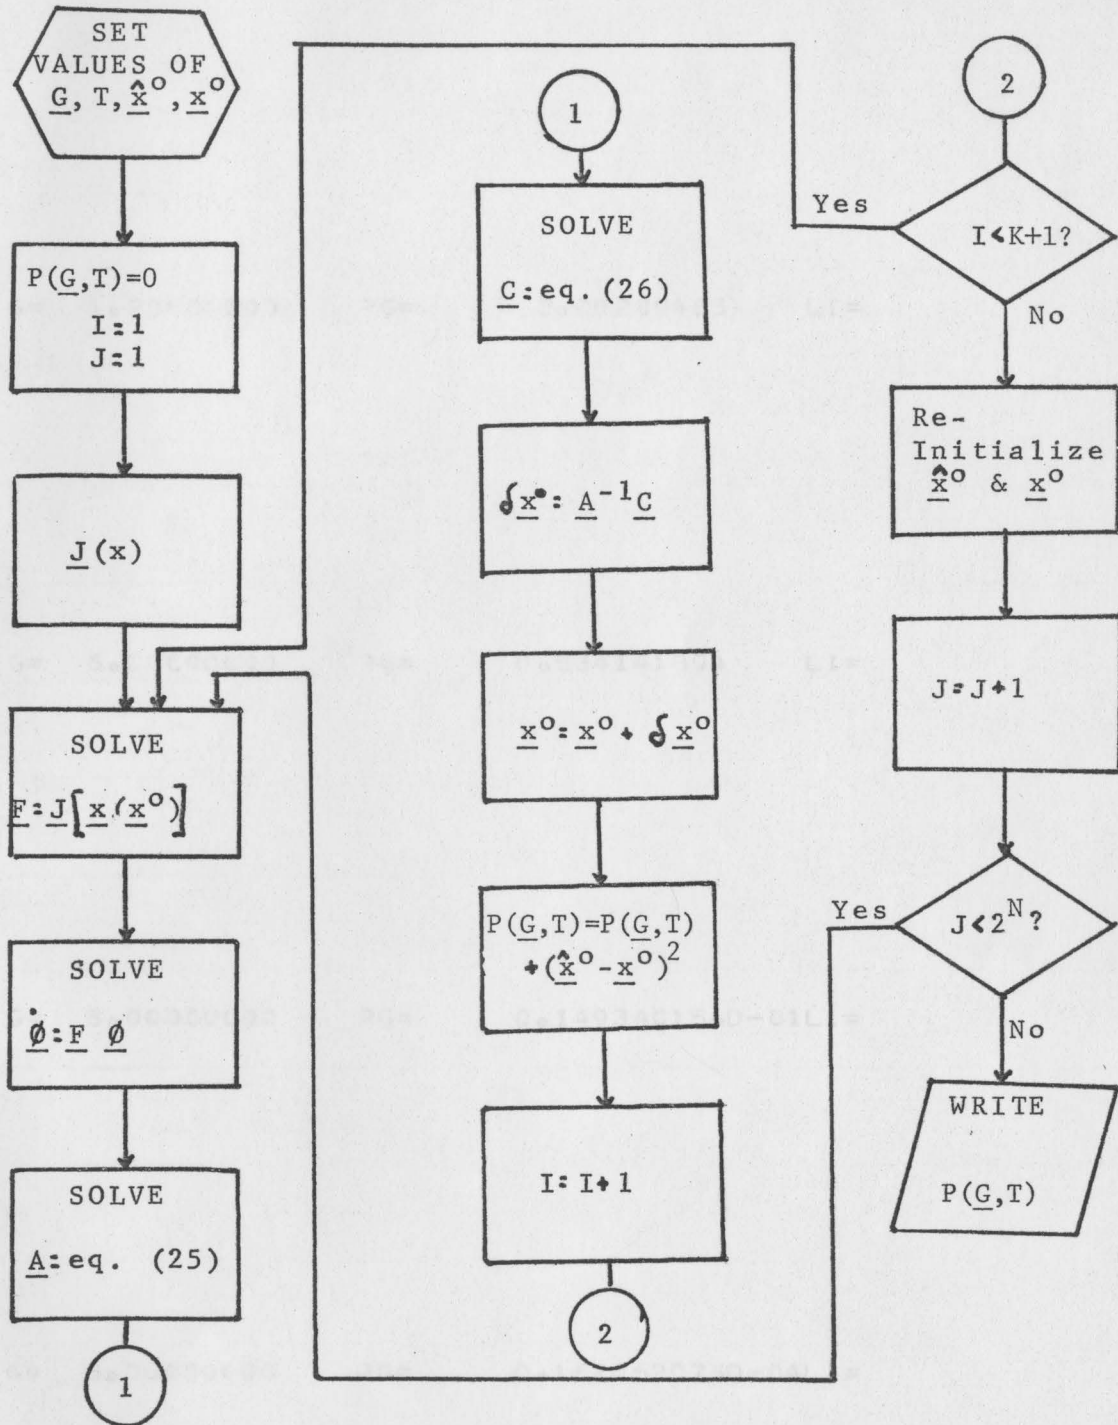 SET
VALUES OF
G, T, x̂°, x°
P(G,T)=0
I=1
J=1
J(x)
SOLVE
F=J[x(x°)]
SOLVE
φ̇=F φ
SOLVE
A=eq. (25)
1
1
SOLVE
C=eq. (26)
δx°= A⁻¹C
x°= x° + δx°
P(G,T)=P(G,T)
+(x̂°-x°)²
I=I+1
2
2
I<K+1?
Yes
No
Re-
Initialize
x̂° & x°
J=J+1
J<2ᴺ?
Yes
No
WRITE
P(G,T)